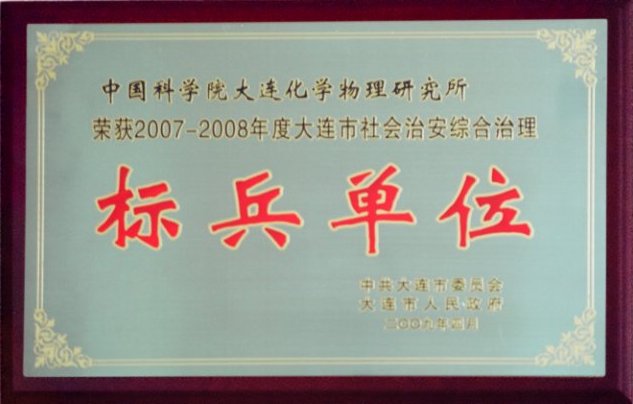 中国科学院大连化学物理研究所
荣获2007-2008年度大连市社会治安综合治理
标兵单位
中共大连市委员会
大连市人民政府
二〇〇九年四月